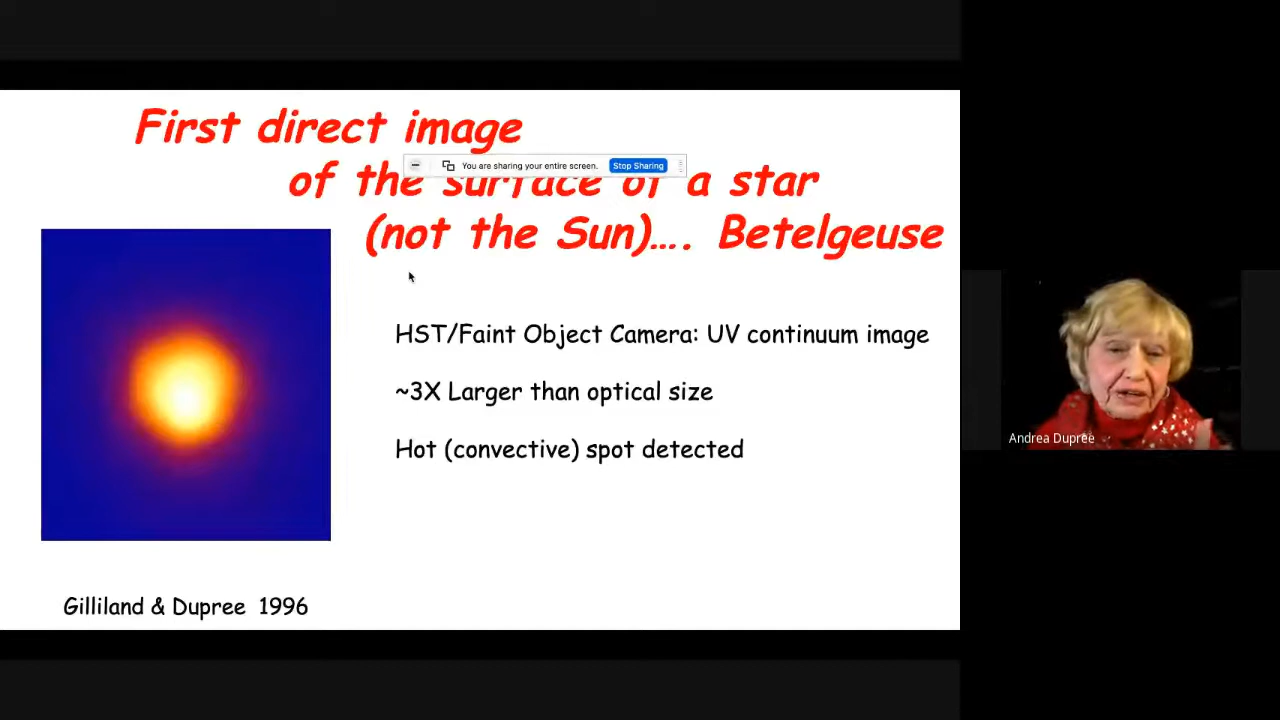 First direct image
You are sharing your entire screen. Stop Sharing
of the surface of a star
(not the Sun).... Betelgeuse
HST/Faint Object Camera: UV continuum image
~3X Larger than optical size
Hot (convective) spot detected
Gilliland & Dupree 1996
Andrea Dupree